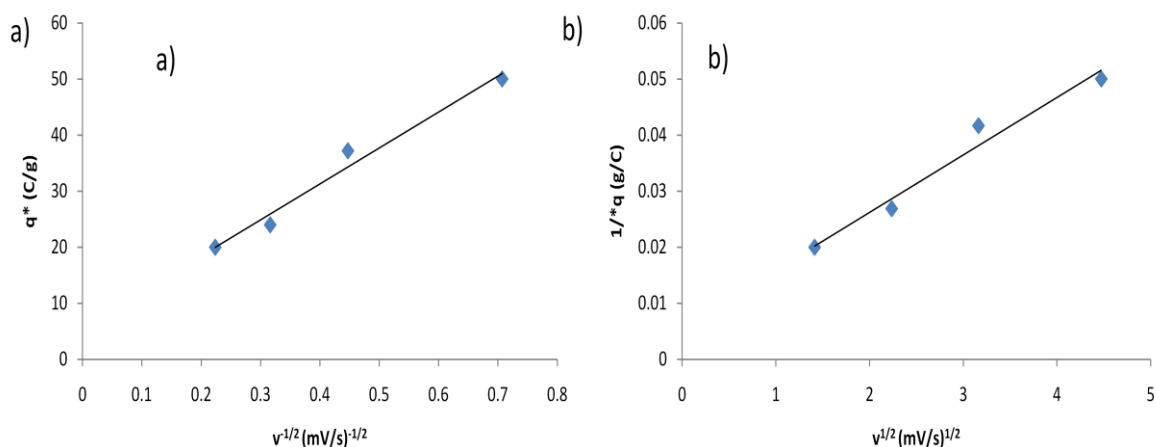 a)
a)
60
50
40
30
20
10
0
q* (C/g)
0 0.1 0.2 0.3 0.4 0.5 0.6 0.7 0.8
v-1/2 (mV/s)-1/2
b)
b)
0.06
0.05
0.04
0.03
0.02
0.01
0
1/*q (g/C)
0 1 2 3 4 5
v1/2 (mV/s)1/2